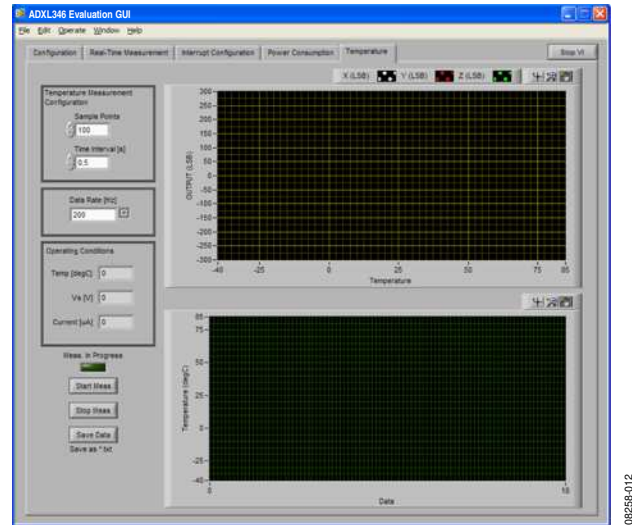 ADXL346 Evaluation GUI
File Edit Operate Window Help
Configuration Real-Time Measurement Interrupt Configuration Power Consumption Temperature
Stop VI
X (LSB) Y (LSB) Z (LSB)
Temperature Measurement
Configuration
Sample Points
100
Time Interval [s]
0.5
Data Rate [Hz]
200
Operating Conditions
Temp [degC] 0
Vs [V] 0
Current [uA] 0
Meas. In Progress
Start Meas
Stop Meas
Save Data
Save as *.txt
OUTPUT (LSB)
300
250
200
150
100
50
0
-50
-100
-150
-200
-250
-300
-40 -25 0 25 50 75 85
Temperature
Temperature (degC)
85
75
50
25
0
-25
-40
0 10
Data
08258-012